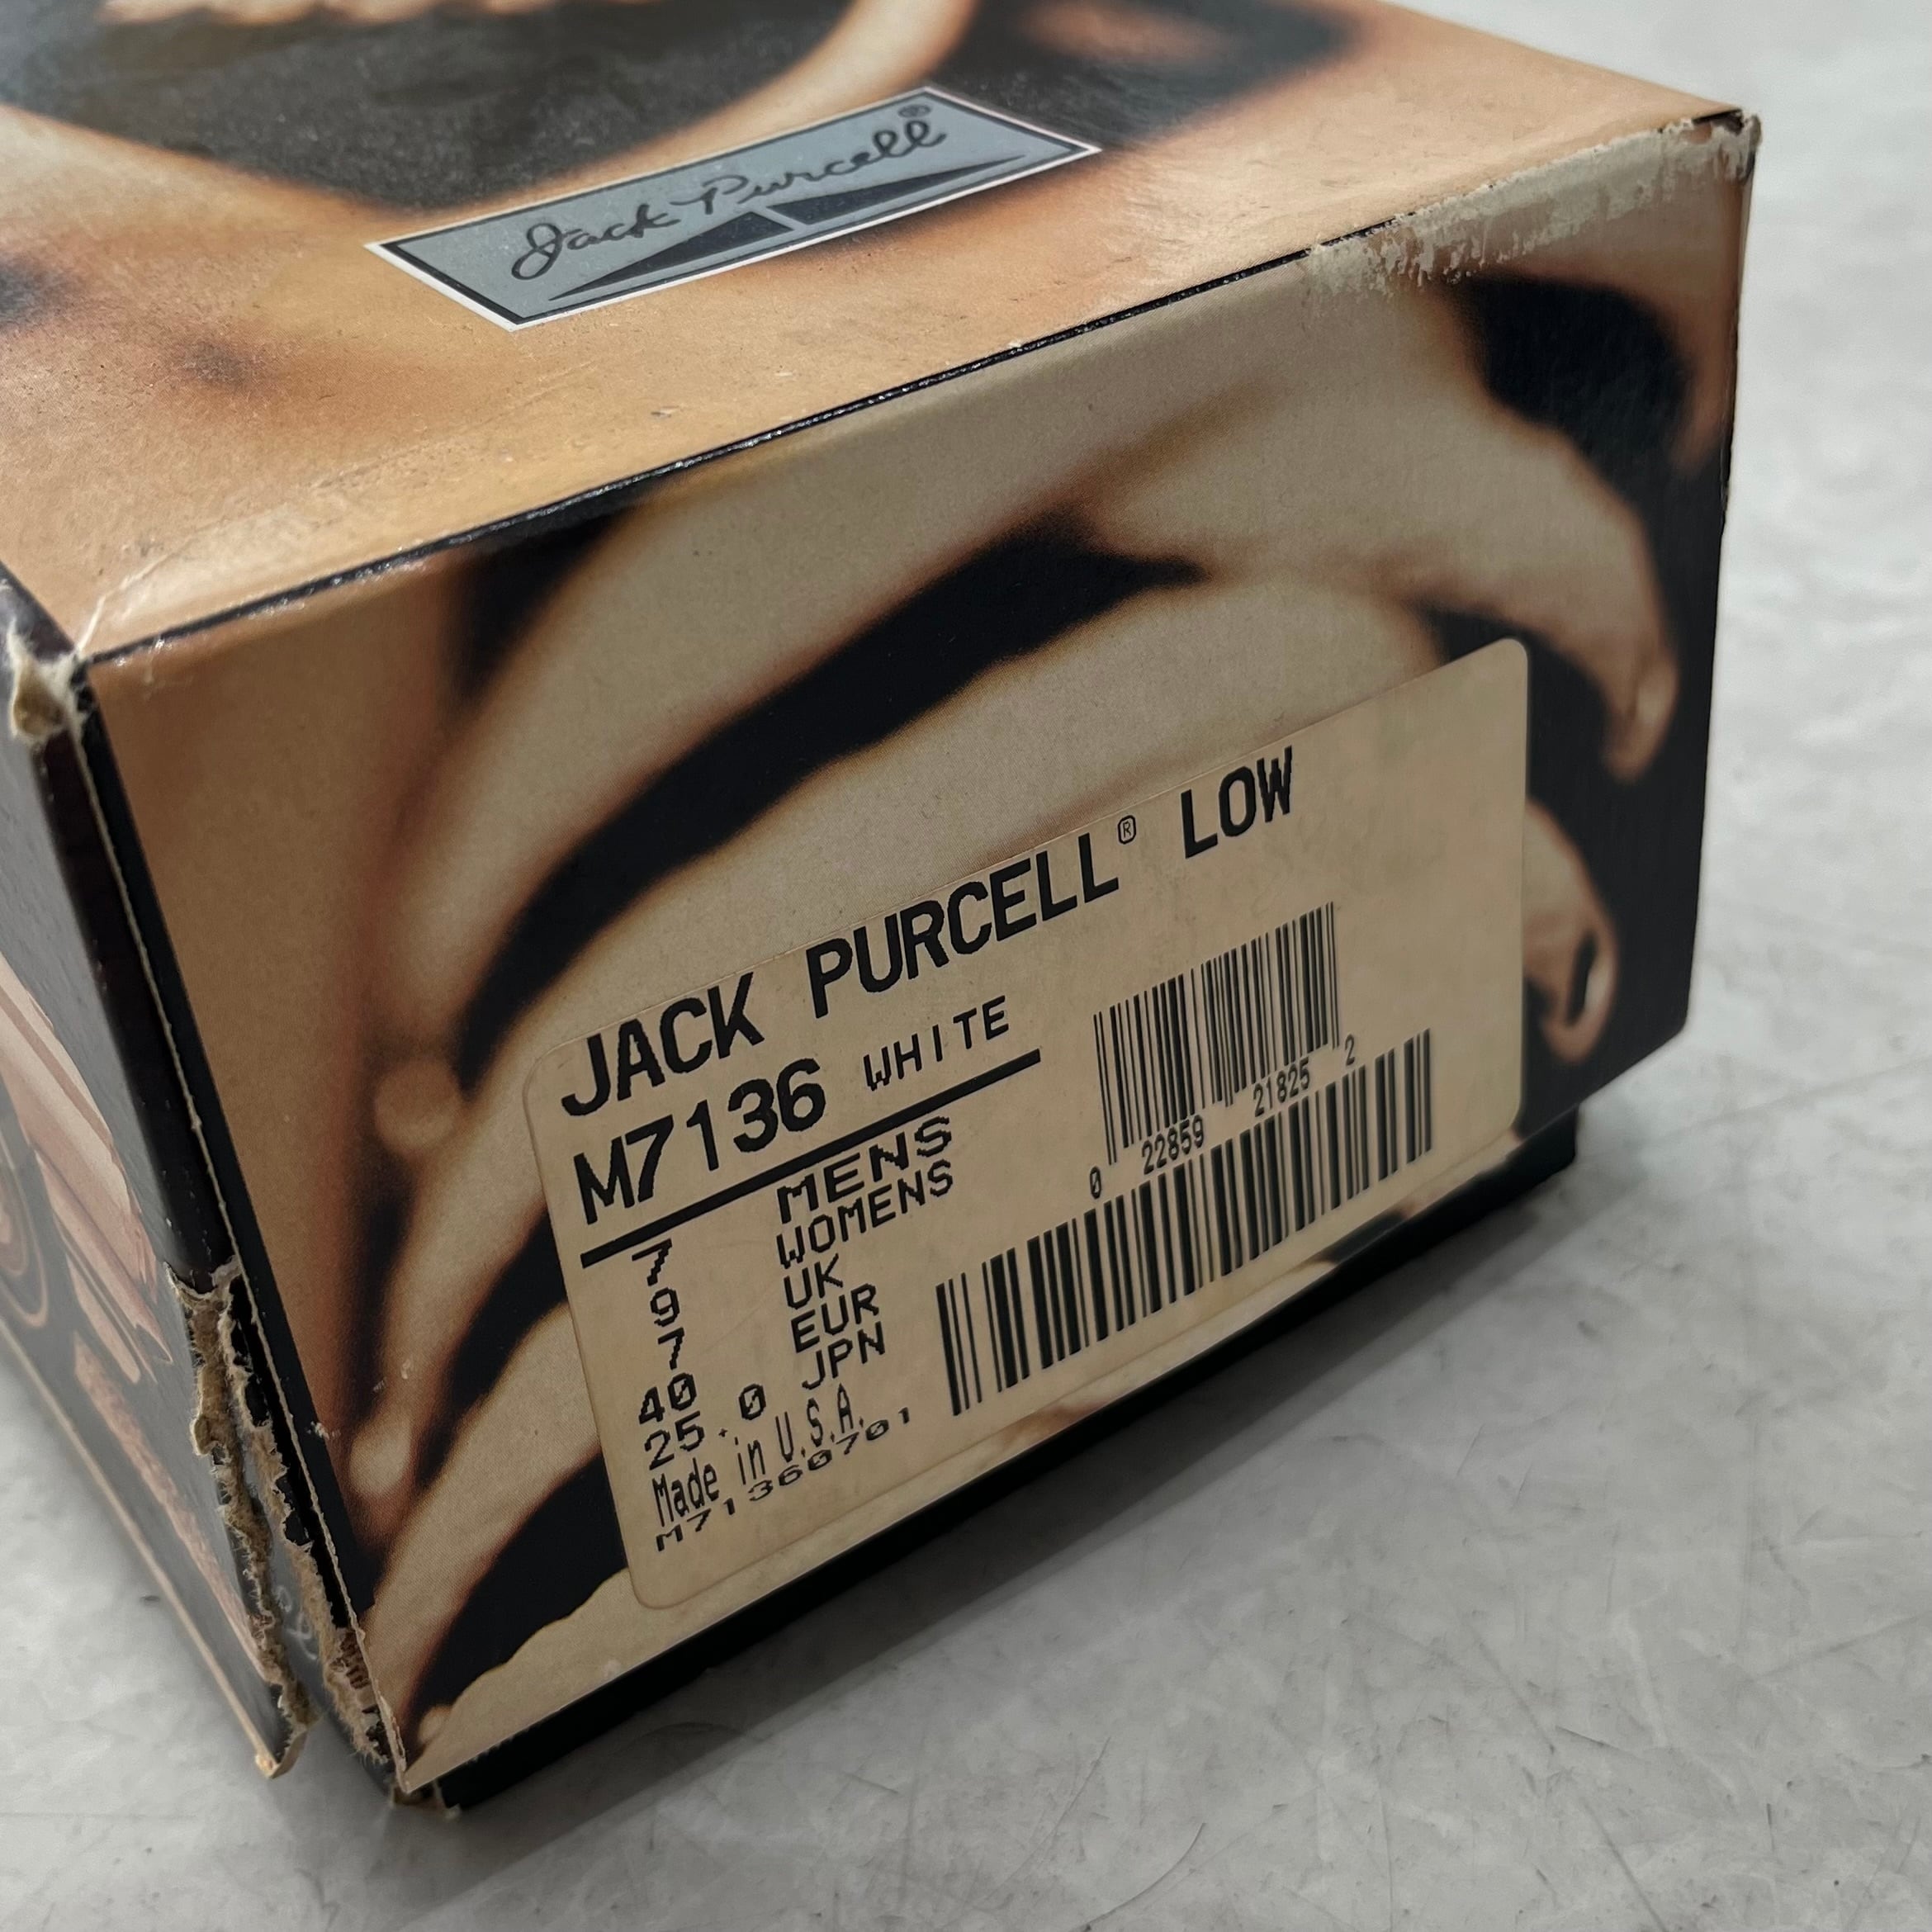 Jack Purcell®
JACK PURCELL® LOW
M7136 WHITE
7 MENS
9 WOMENS
7 UK
40 EUR
25.0 JPN
Made in U.S.A.
M71360701
0 22859 21825 2